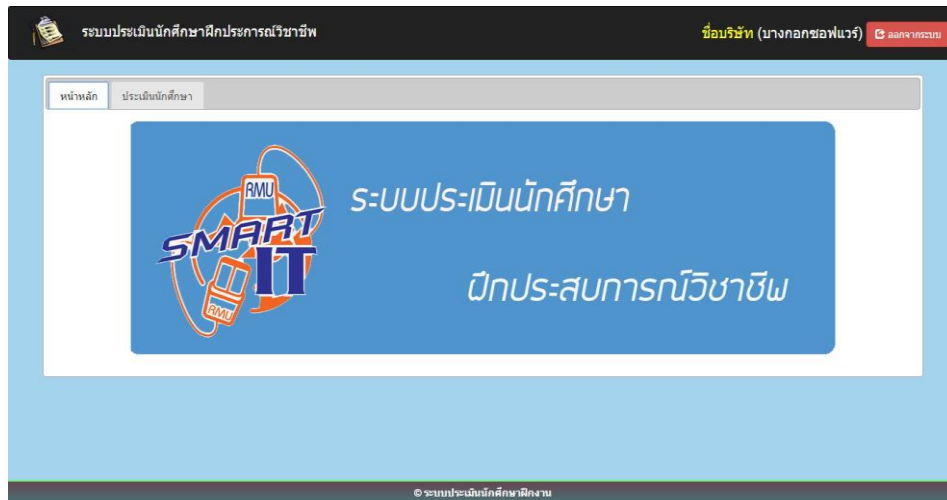 ระบบประเมินนักศึกษาฝึกประการณ์วิชาชีพ
ชื่อบริษัท (บางกอกซอฟแวร์) ออกจากระบบ
หน้าหลัก ประเมินนักศึกษา
RMU
SMART
IT
RMU
ระบบประเมินนักศึกษา
ฝึกประสบการณ์วิชาชีพ
© ระบบประเมินนักศึกษาฝึกงาน